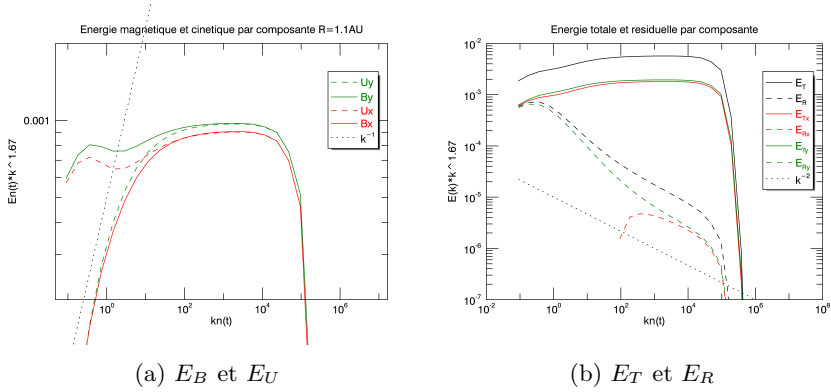 Energie magnetique et cinetique par composante R=1.1AU
0.001
En(t)*k^1.67
Uy
By
Ux
Bx
k^-1
10^0 10^2 10^4 10^6
kn(t)
(a) E_B et E_U
Energie totale et residuelle par composante
10^-2
10^-3
10^-4
10^-5
10^-6
10^-7
E(k)*k^1.67
E_T
E_R
E_Tx
E_Rx
E_Ty
E_Ry
k^-2
10^-2 10^0 10^2 10^4 10^6 10^8
kn(t)
(b) E_T et E_R